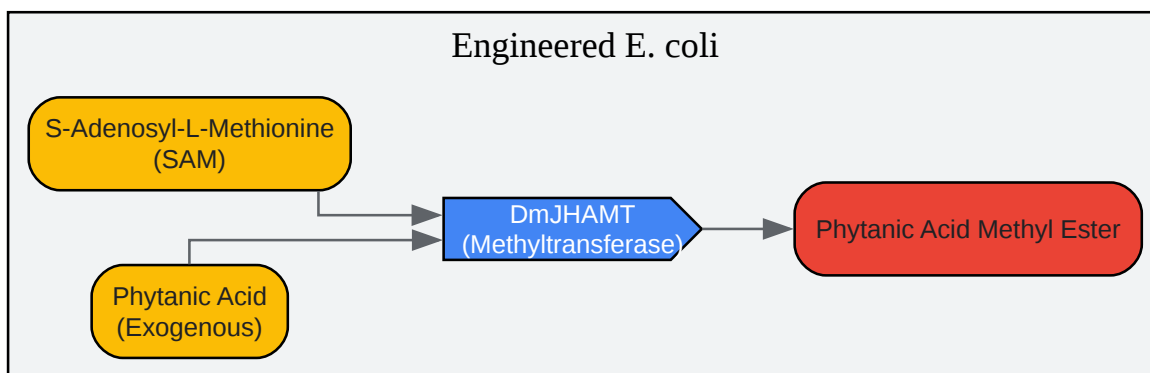 Engineered E. coli
S-Adenosyl-L-Methionine
(SAM)
DmJHAMT
(Methyltransferase)
Phytanic Acid Methyl Ester
Phytanic Acid
(Exogenous)